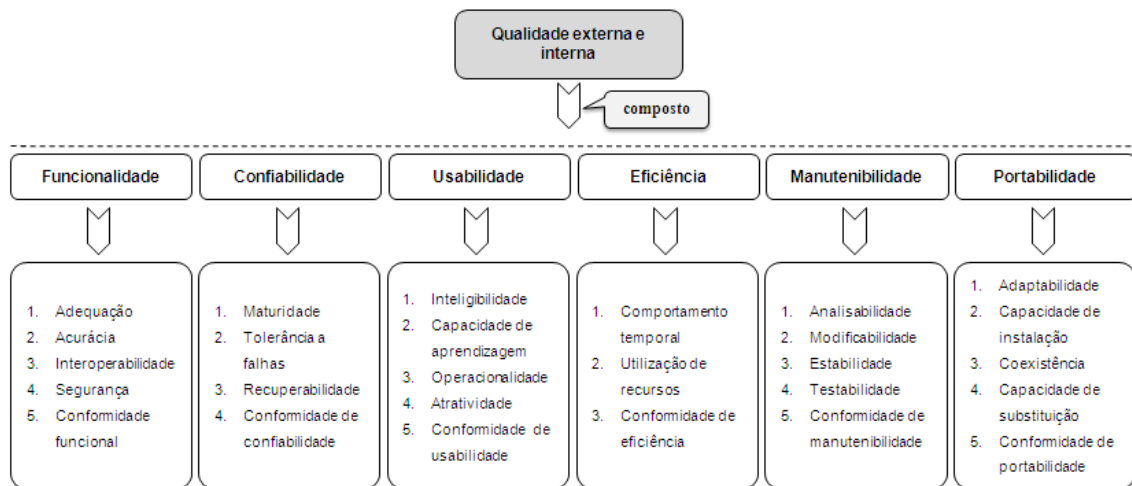 Qualidade externa e
interna
composto
Funcionalidade
Confiabilidade
Usabilidade
Eficiência
Manutenibilidade
Portabilidade
1. Adequação
2. Acurácia
3. Interoperabilidade
4. Segurança
5. Conformidade
funcional
1. Maturidade
2. Tolerância a
falhas
3. Recuperabilidade
4. Conformidade de
confiabilidade
1. Inteligibilidade
2. Capacidade de
aprendizagem
3. Operacionalidade
4. Atratividade
5. Conformidade de
usabilidade
1. Comportamento
temporal
2. Utilização de
recursos
3. Conformidade de
eficiência
1. Analisabilidade
2. Modificabilidade
3. Estabilidade
4. Testabilidade
5. Conformidade de
manutenibilidade
1. Adaptabilidade
2. Capacidade de
instalação
3. Coexistência
4. Capacidade de
substituição
5. Conformidade de
portabilidade